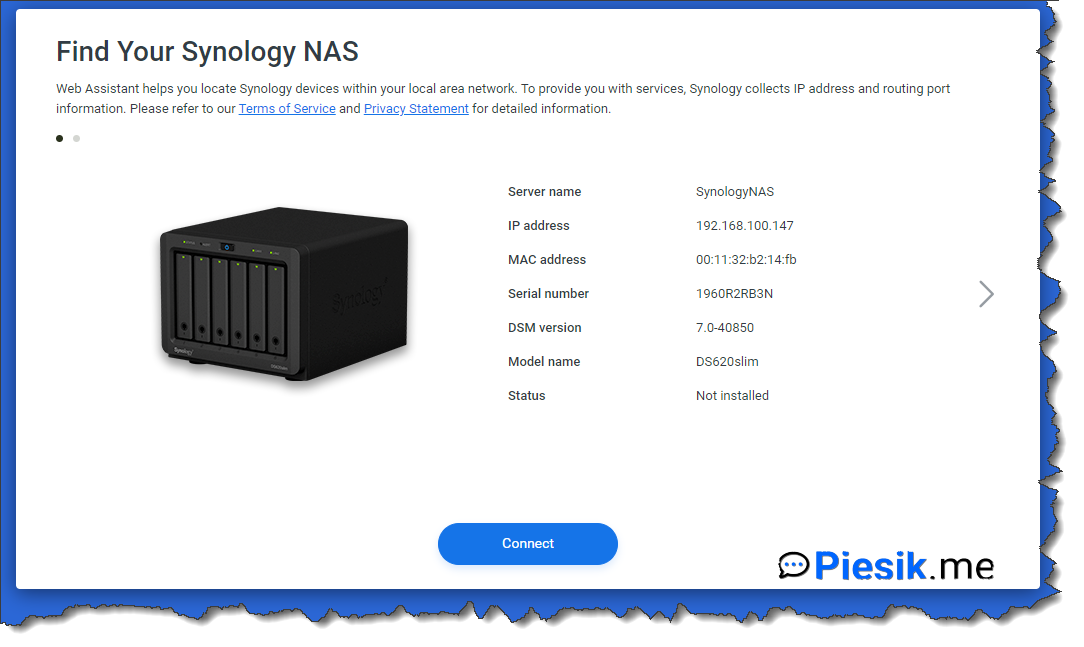 Find Your Synology NAS
Web Assistant helps you locate Synology devices within your local area network. To provide you with services, Synology collects IP address and routing port
information. Please refer to our Terms of Service and Privacy Statement for detailed information.
Server name SynologyNAS
IP address 192.168.100.147
MAC address 00:11:32:b2:14:fb
Serial number 1960R2RB3N
DSM version 7.0-40850
Model name DS620slim
Status Not installed
Synology
Synology
Connect
Piesik.me